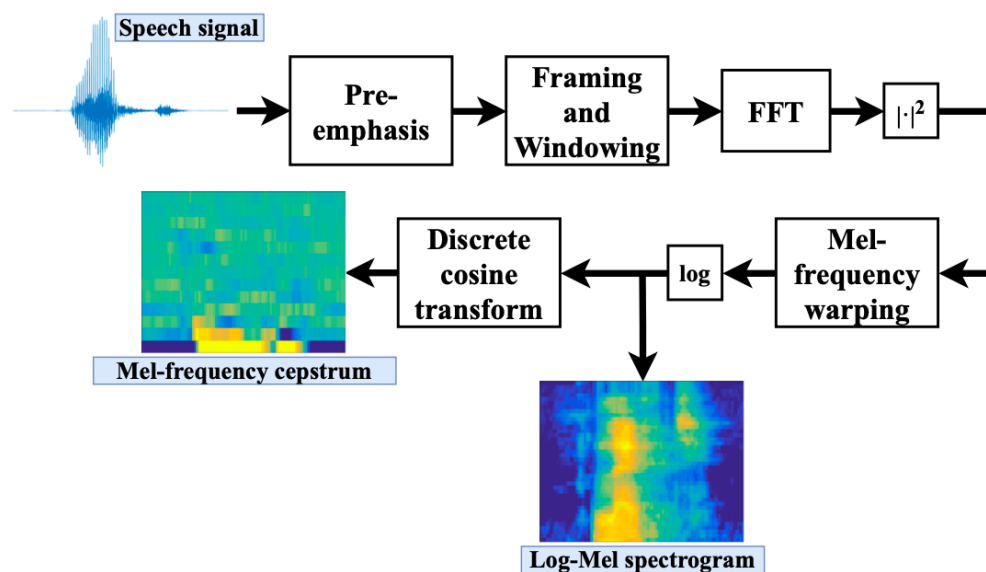 Speech signal
Pre-
emphasis
Framing
and
Windowing
FFT
|·|²
Mel-
frequency
warping
log
Discrete
cosine
transform
Mel-frequency cepstrum
Log-Mel spectrogram